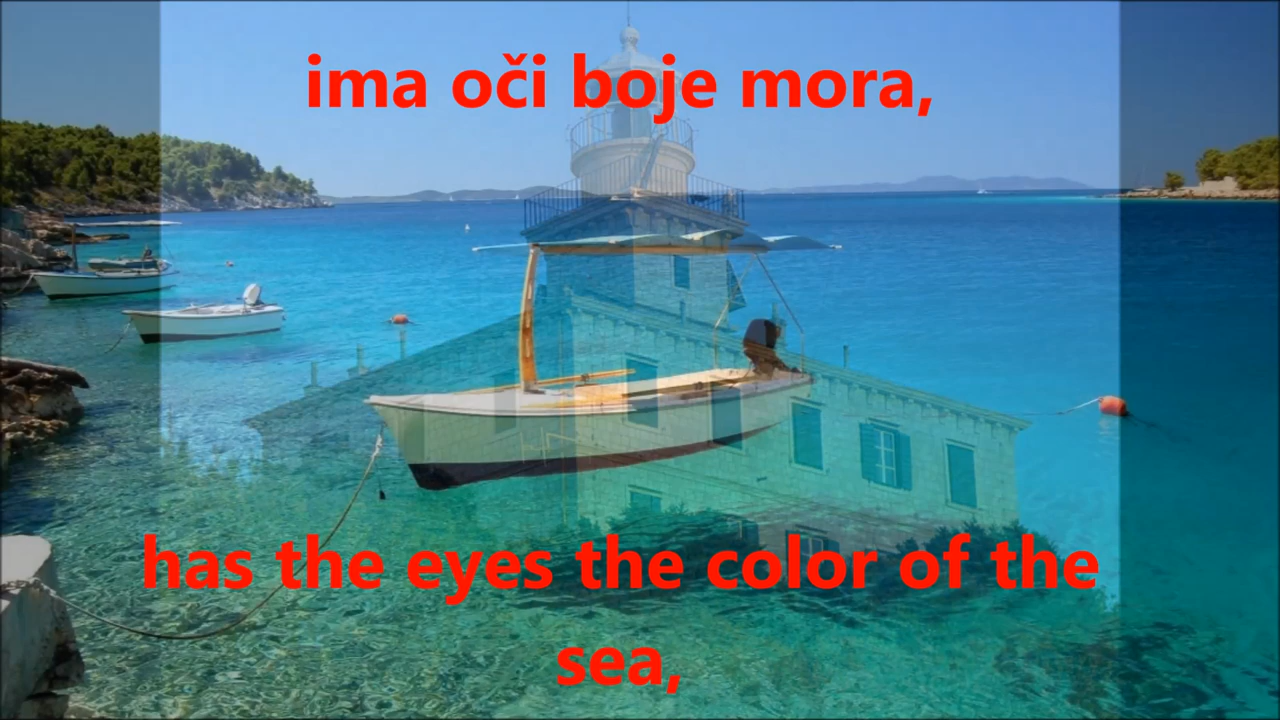 ima oči boje mora,
has the eyes the color of the
sea,